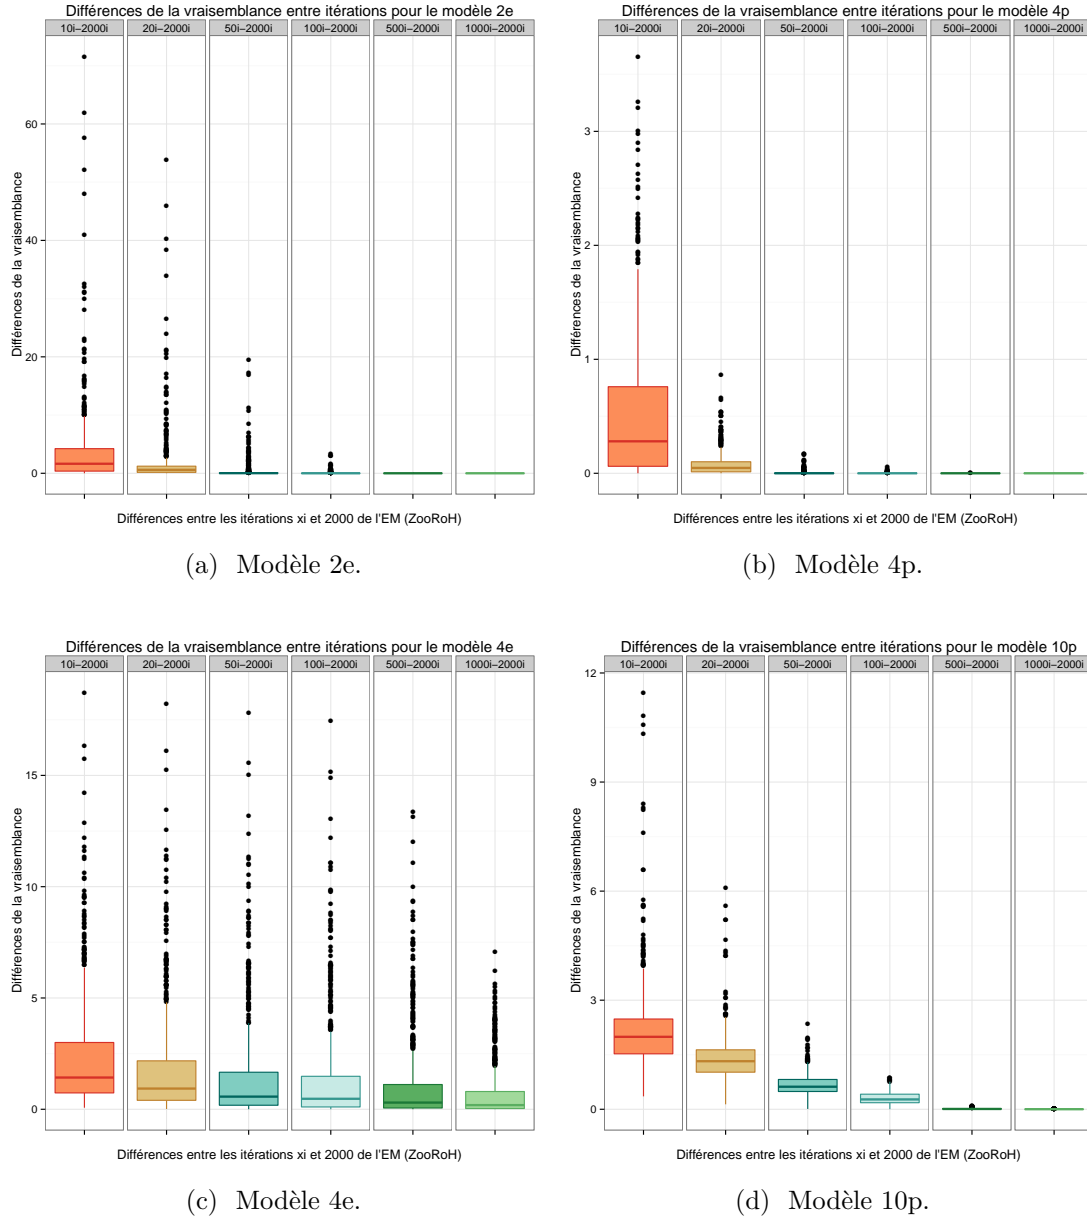 Différences de la vraisemblance entre itérations pour le modèle 2e
10i−2000i 20i−2000i 50i−2000i 100i−2000i 500i−2000i 1000i−2000i
60
40
20
0
Différences de la vraisemblance
Différences entre les itérations xi et 2000 de l'EM (ZooRoH)
(a) Modèle 2e.
Différences de la vraisemblance entre itérations pour le modèle 4p
10i−2000i 20i−2000i 50i−2000i 100i−2000i 500i−2000i 1000i−2000i
3
2
1
0
Différences de la vraisemblance
Différences entre les itérations xi et 2000 de l'EM (ZooRoH)
(b) Modèle 4p.
Différences de la vraisemblance entre itérations pour le modèle 4e
10i−2000i 20i−2000i 50i−2000i 100i−2000i 500i−2000i 1000i−2000i
15
10
5
0
Différences de la vraisemblance
Différences entre les itérations xi et 2000 de l'EM (ZooRoH)
(c) Modèle 4e.
Différences de la vraisemblance entre itérations pour le modèle 10p
10i−2000i 20i−2000i 50i−2000i 100i−2000i 500i−2000i 1000i−2000i
12
9
6
3
0
Différences de la vraisemblance
Différences entre les itérations xi et 2000 de l'EM (ZooRoH)
(d) Modèle 10p.